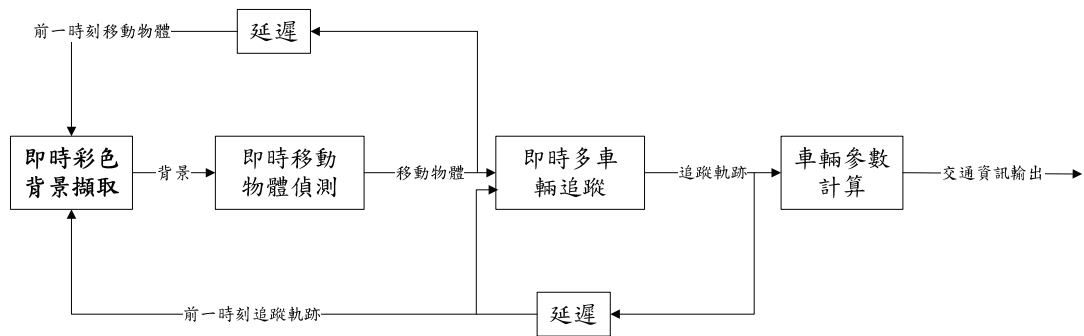 前一時刻移動物體
延遲
即時彩色
背景擷取
背景
即時移動
物體偵測
移動物體
即時多車
輛追蹤
追蹤軌跡
車輛參數
計算
交通資訊輸出
前一時刻追蹤軌跡
延遲